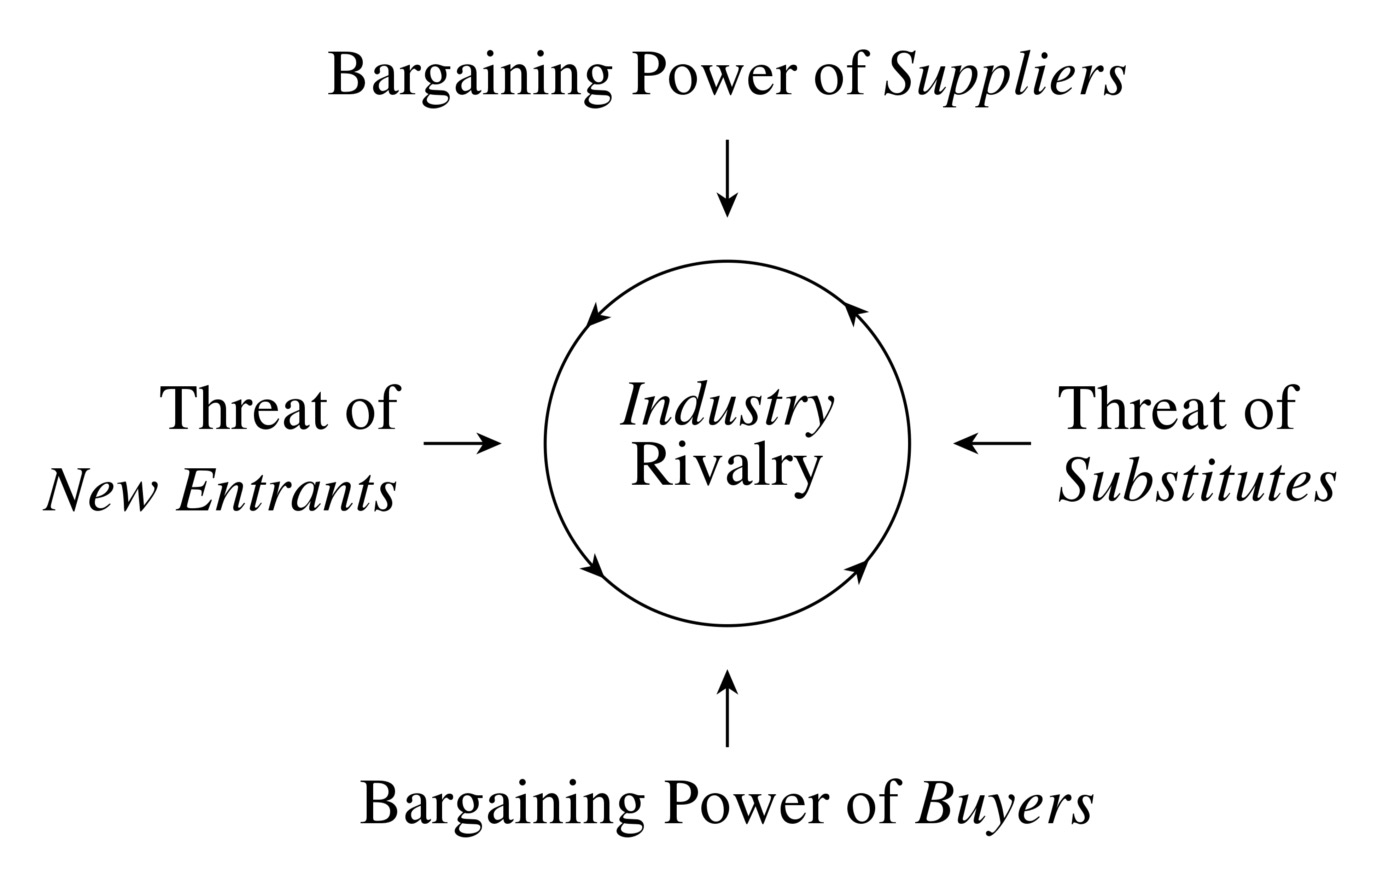 Bargaining Power of Suppliers
Threat of
New Entrants
Industry
Rivalry
Threat of
Substitutes
Bargaining Power of Buyers